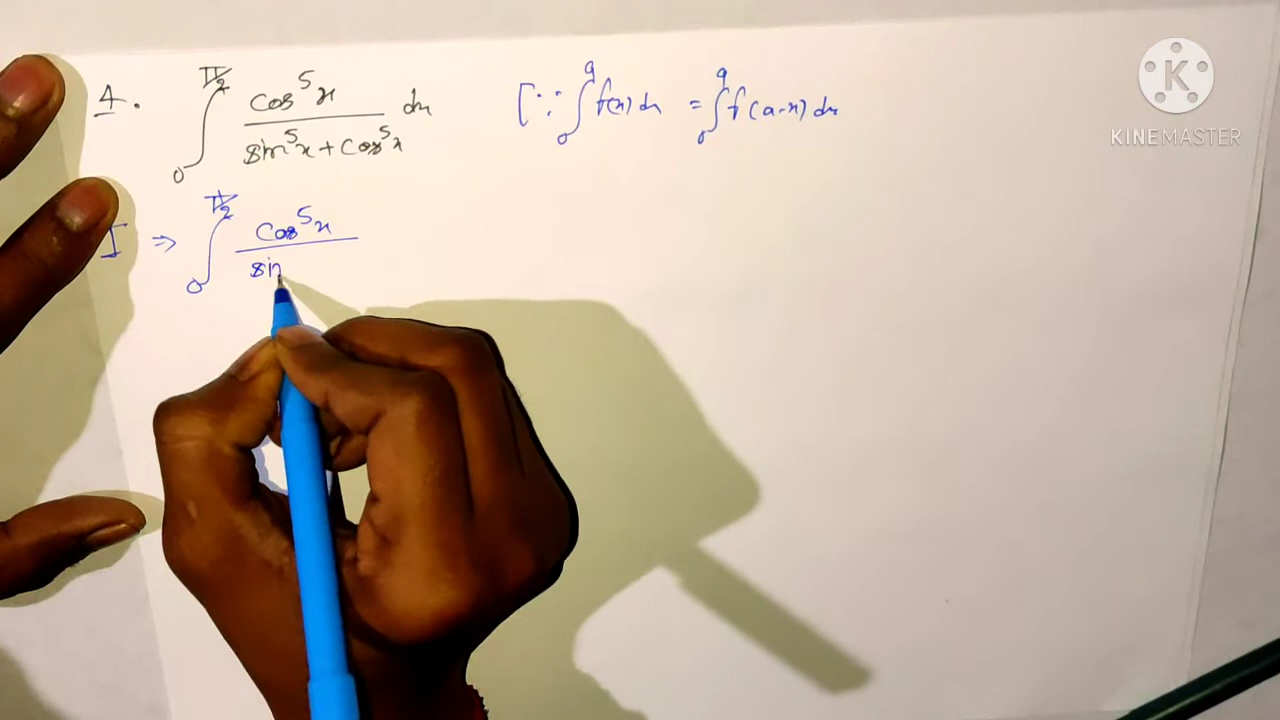 4. ∫₀^{π/2} cos⁵x / (sin⁵x + cos⁵x) dx [∵ ∫₀^a f(x) dx = ∫₀^a f(a-x) dx
I ⇒ ∫₀^{π/2} cos⁵x / sin
K
KINEMASTER